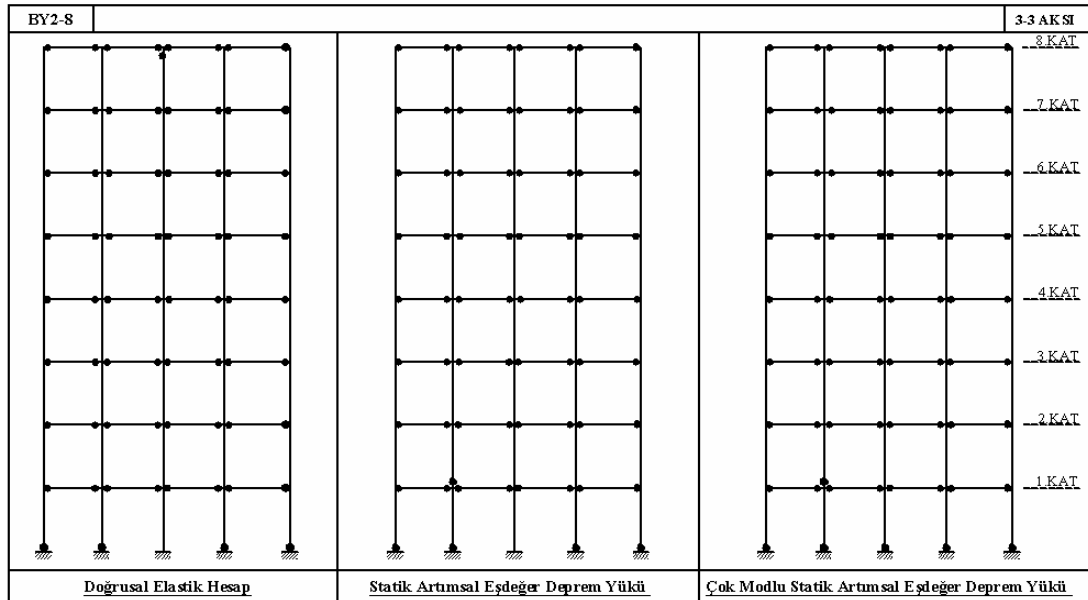 BY2-8
3-3 AKSI
8.KAT
7.KAT
6.KAT
5.KAT
4.KAT
3.KAT
2.KAT
1.KAT
Doğrusal Elastik Hesap
Statik Artımsal Eşdeğer Deprem Yükü
Çok Modlu Statik Artımsal Eşdeğer Deprem Yükü